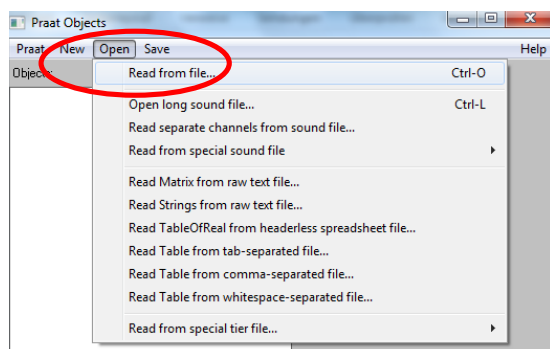 Praat Objects
Praat New Open Save Help
Objects:
Read from file... Ctrl-O
Open long sound file... Ctrl-L
Read separate channels from sound file...
Read from special sound file
Read Matrix from raw text file...
Read Strings from raw text file...
Read TableOfReal from headerless spreadsheet file...
Read Table from tab-separated file...
Read Table from comma-separated file...
Read Table from whitespace-separated file...
Read from special tier file...